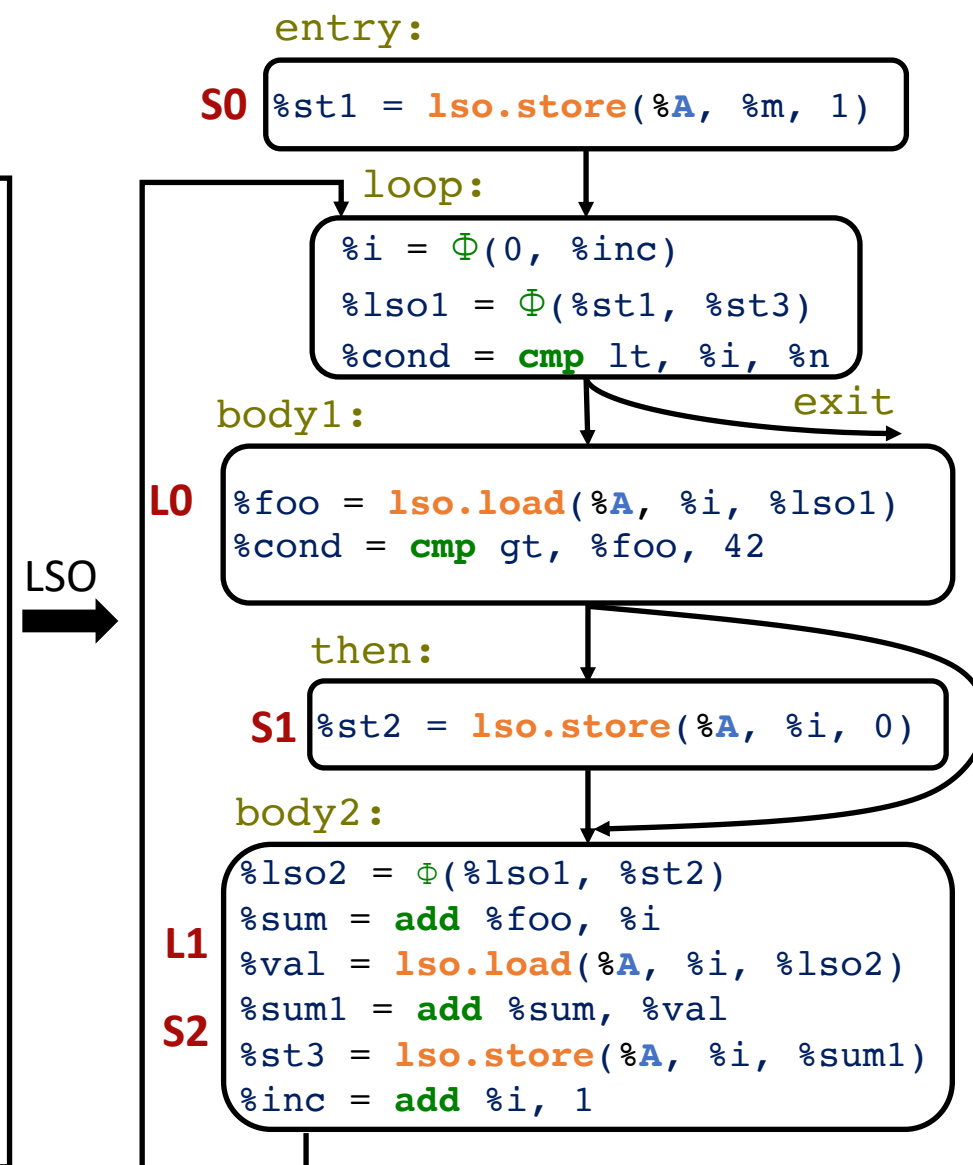 entry:
S0 %st1 = lso.store(%A, %m, 1)
loop:
%i = Φ(0, %inc)
%lso1 = Φ(%st1, %st3)
%cond = cmp lt, %i, %n
exit
body1:
L0 %foo = lso.load(%A, %i, %lso1)
%cond = cmp gt, %foo, 42
LSO
then:
S1 %st2 = lso.store(%A, %i, 0)
body2:
%lso2 = Φ(%lso1, %st2)
%sum = add %foo, %i
L1 %val = lso.load(%A, %i, %lso2)
%sum1 = add %sum, %val
S2 %st3 = lso.store(%A, %i, %sum1)
%inc = add %i, 1